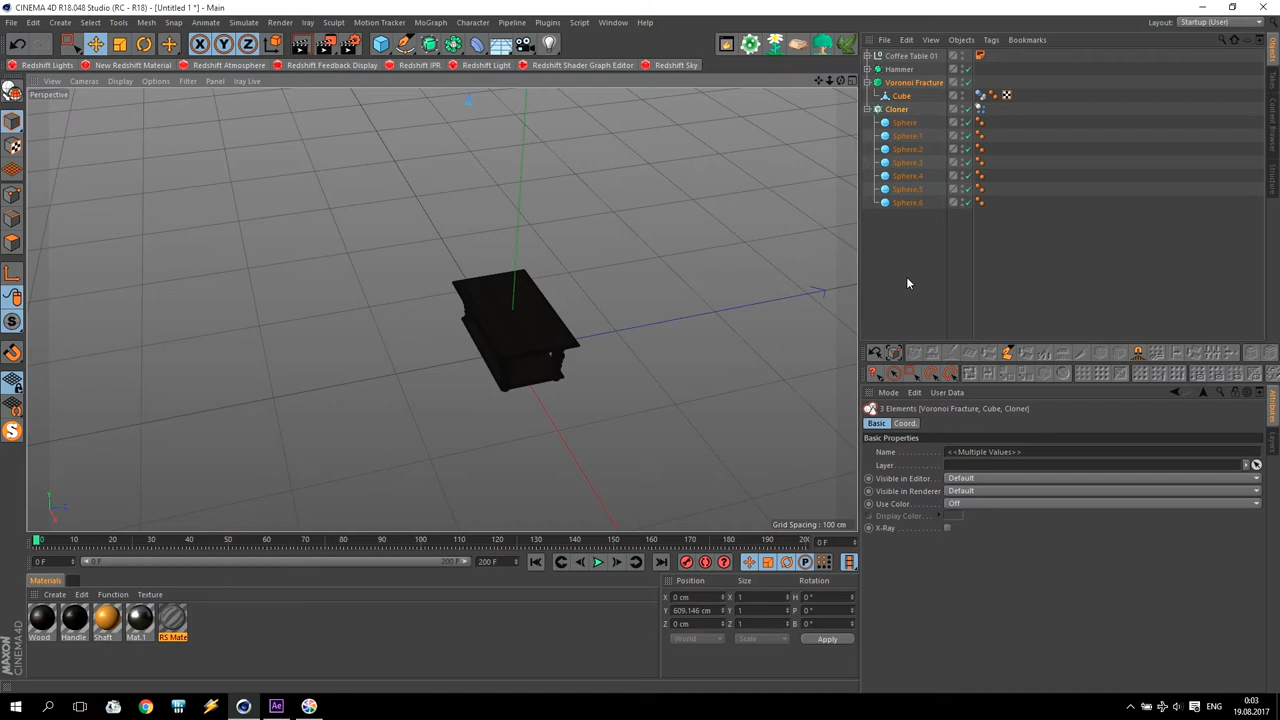 CINEMA 4D R18.048 Studio (RC - R18) - [Untitled 1 *] - Main
File Edit Create Select Tools Mesh Snap Animate Simulate Render iRay Sculpt Motion Tracker MoGraph Character Pipeline Plugins Script Window Help
Layout: Startup (User)
Redshift Lights New Redshift Material Redshift Atmosphere Redshift Feedback Display Redshift IPR Redshift Light Redshift Shader Graph Editor Redshift Sky
View Cameras Display Options Filter Panel Iray Live
Perspective
Grid Spacing : 100 cm
File Edit View Objects Tags Bookmarks
Coffee Table 01
Hammer
Voronoi Fracture
Cube
Cloner
Sphere
Sphere.1
Sphere.2
Sphere.3
Sphere.4
Sphere.5
Sphere.6
Objects
Content Browser
Structure
Mode Edit User Data
3 Elements [Voronoi Fracture, Cube, Cloner]
Basic Coord.
Basic Properties
Name <<Multiple Values>>
Layer
Visible in Editor Default
Visible in Renderer Default
Use Color Off
Display Color
X-Ray
Attributes
Layers
0 10 20 30 40 50 60 70 80 90 100 110 120 130 140 150 160 170 180 190 200 0 F
0 F 0 F 200 F 200 F
Materials
Create Edit Function Texture
Wood Handle Shaft Mat.1 RS Mate
Position Size Rotation
X 0 cm X 1 H 0 °
Y 609.146 cm Y 1 P 0 °
Z 0 cm Z 1 B 0 °
World Scale Apply
MAXON
CINEMA 4D
ENG
0:03
19.08.2017